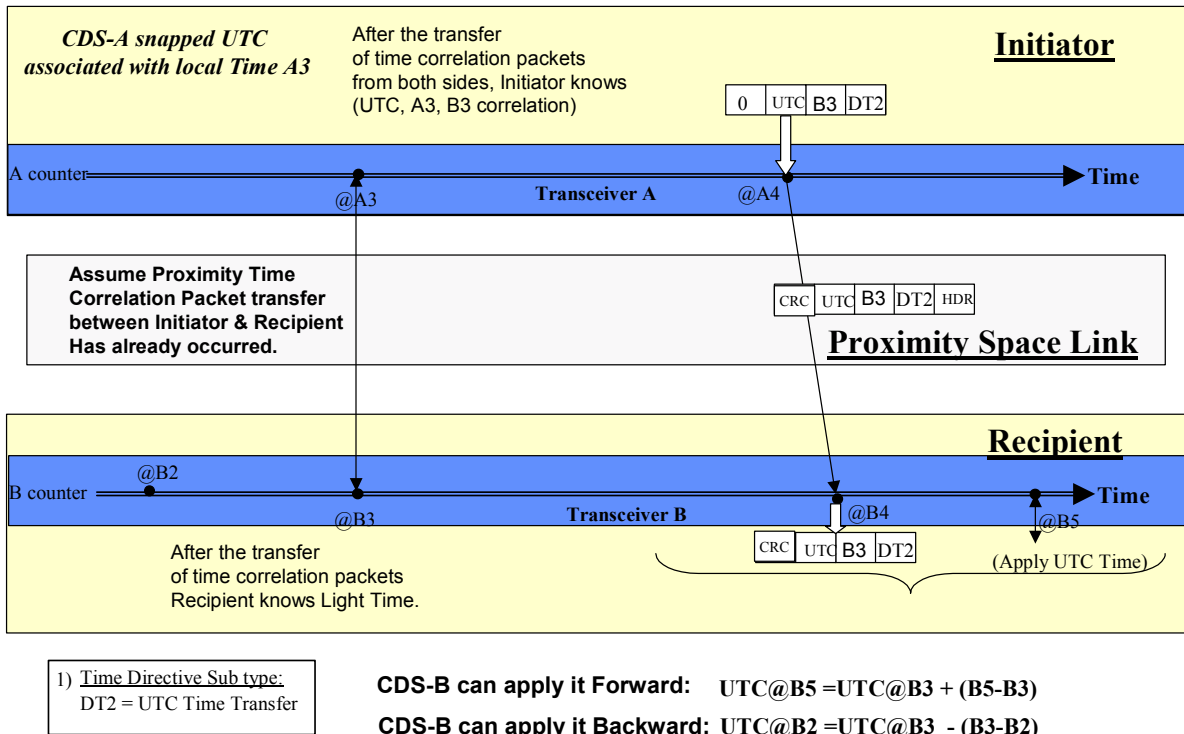 CDS-A snapped UTC
associated with local Time A3
After the transfer
of time correlation packets
from both sides, Initiator knows
(UTC, A3, B3 correlation)
Initiator
0 UTC B3 DT2
A counter
@A3
Transceiver A
@A4
Time
Assume Proximity Time
Correlation Packet transfer
between Initiator & Recipient
Has already occurred.
CRC UTC B3 DT2 HDR
Proximity Space Link
Recipient
@B2
B counter
@B3
Transceiver B
@B4
@B5
Time
After the transfer
of time correlation packets
Recipient knows Light Time.
CRC UTC B3 DT2
(Apply UTC Time)
1) Time Directive Sub type:
DT2 = UTC Time Transfer
CDS-B can apply it Forward: UTC@B5 =UTC@B3 + (B5-B3)
CDS-B can apply it Backward: UTC@B2 =UTC@B3 - (B3-B2)